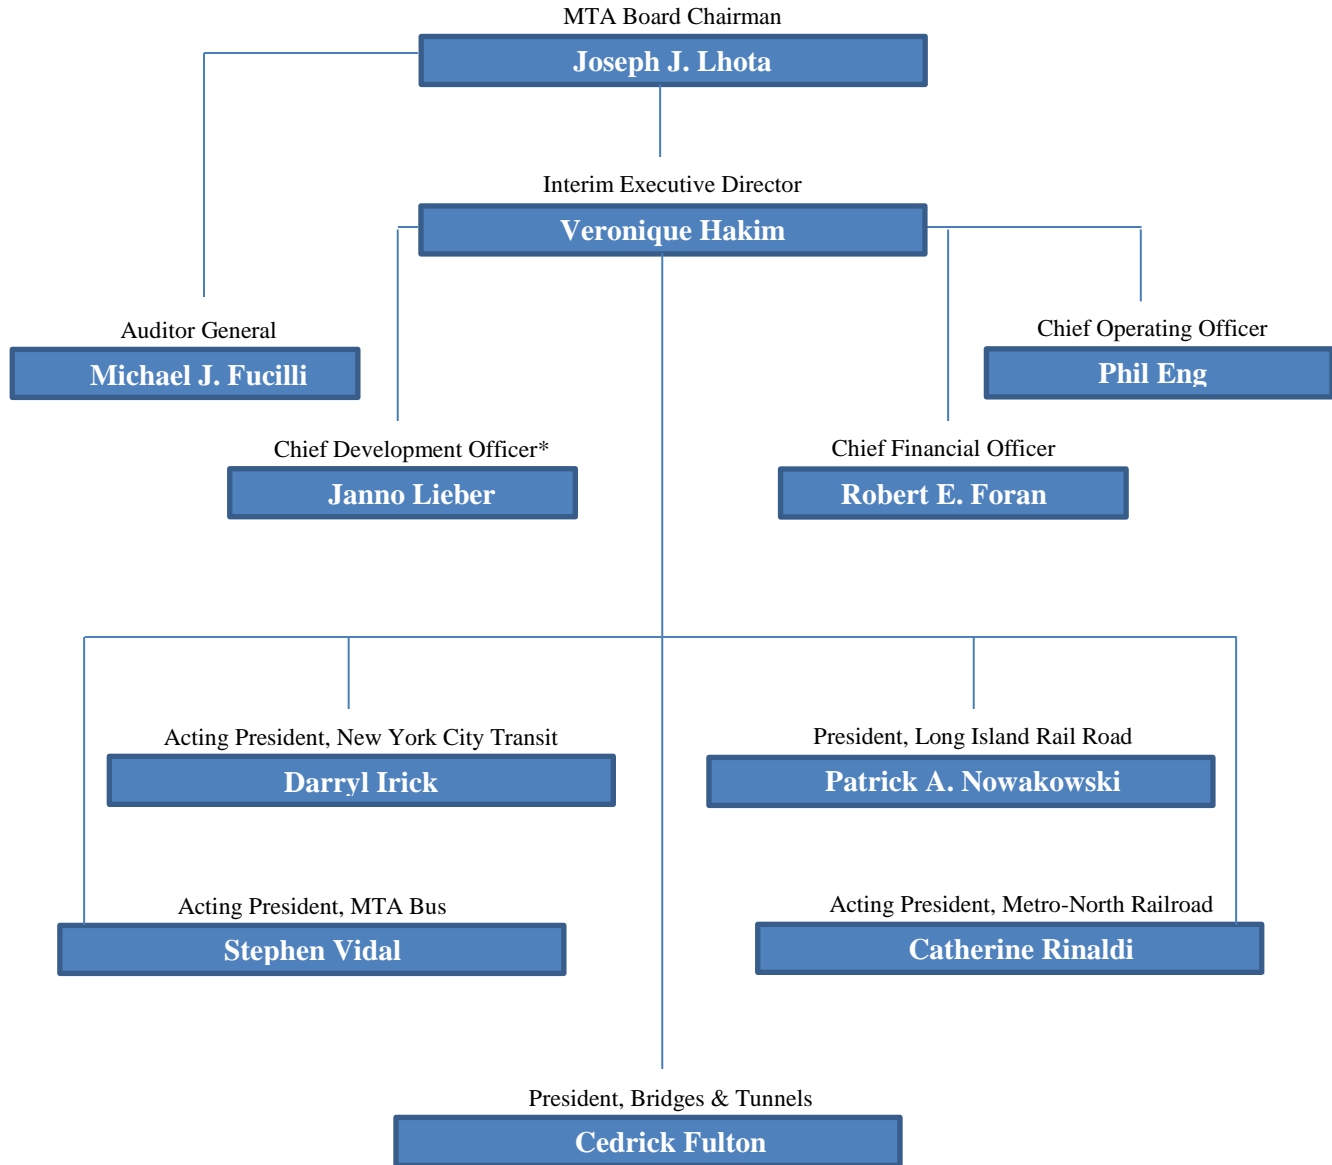 MTA Board Chairman
Joseph J. Lhota
Interim Executive Director
Veronique Hakim
Auditor General
Michael J. Fucilli
Chief Operating Officer
Phil Eng
Chief Development Officer*
Janno Lieber
Chief Financial Officer
Robert E. Foran
Acting President, New York City Transit
Darryl Irick
President, Long Island Rail Road
Patrick A. Nowakowski
Acting President, MTA Bus
Stephen Vidal
Acting President, Metro-North Railroad
Catherine Rinaldi
President, Bridges & Tunnels
Cedrick Fulton